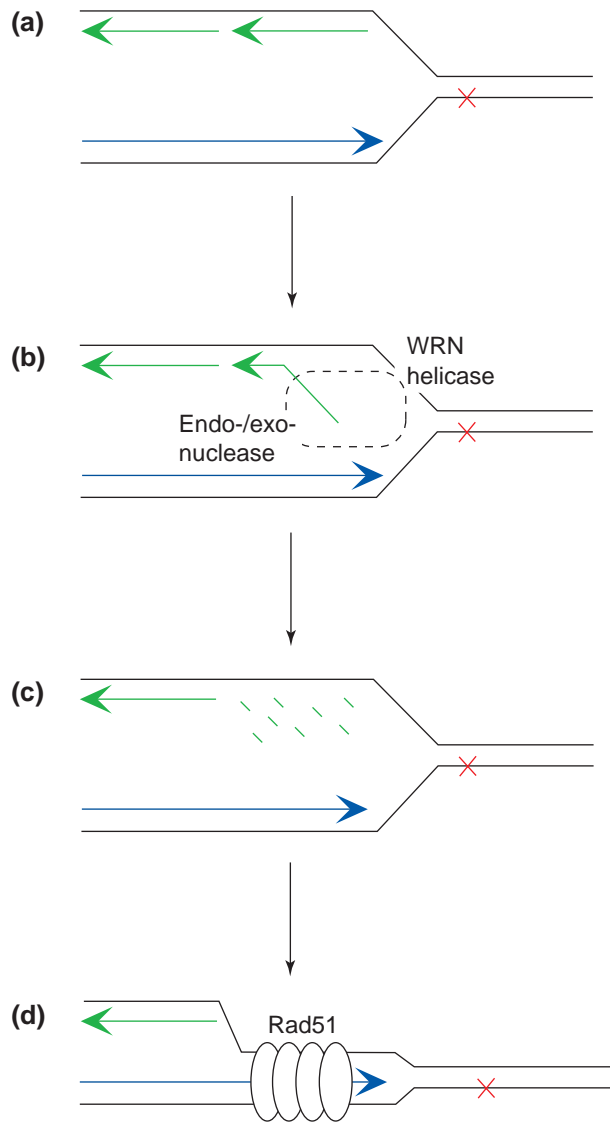 (a)
(b)
WRN
helicase
Endo-/exo-
nuclease
(c)
(d)
Rad51